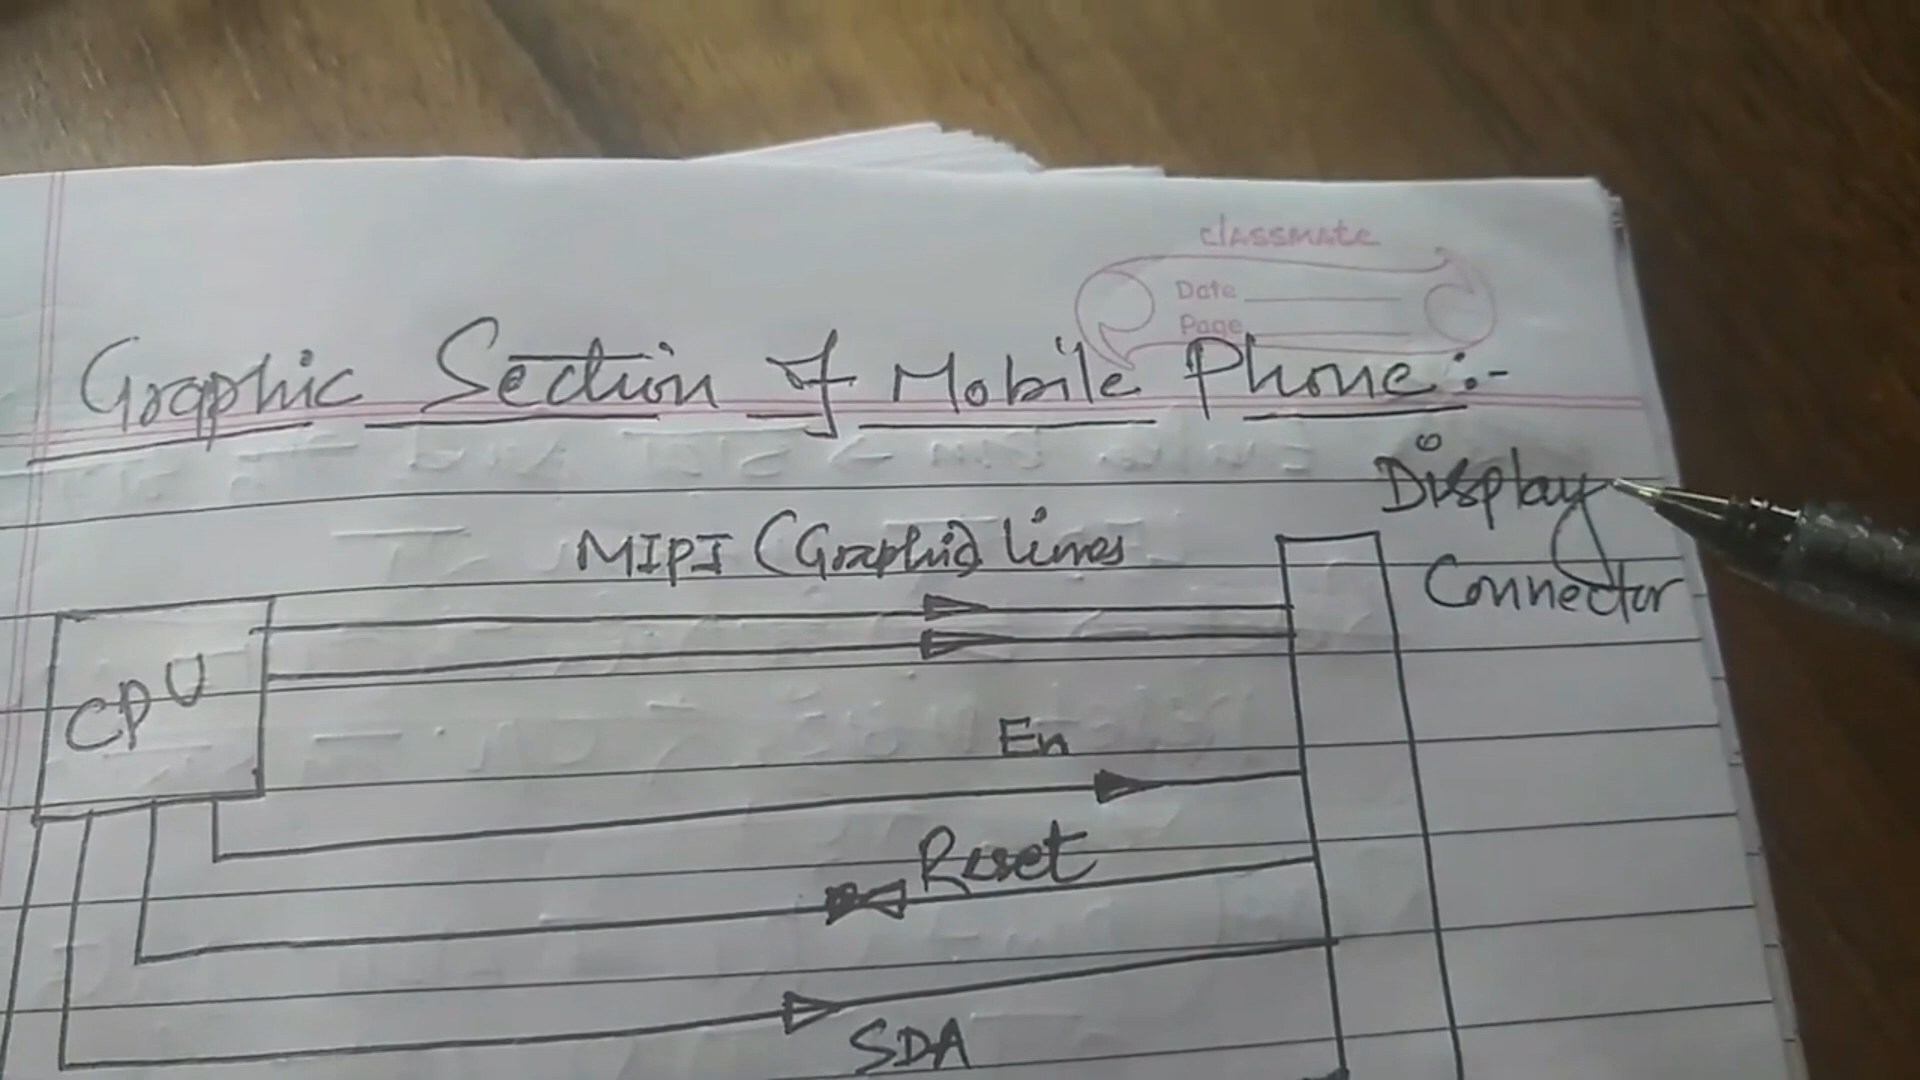 classmate
Date
Page
Graphic Section of Mobile Phone:-
Display
Connector
MIPI (Graphic) lines
CPU
En
Reset
SDA